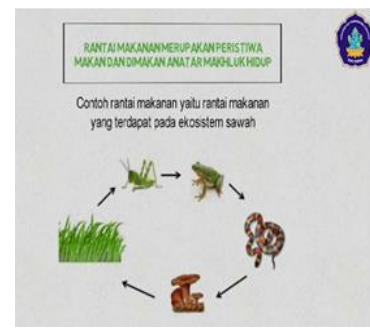 RANTAI MAKANAN MERUPAKAN PERISTIWA
MAKAN DAN DIMAKAN ANATAR MAKHLUK HIDUP
Contoh rantai makanan yaitu rantai makanan
yang terdapat pada ekosistem sawah